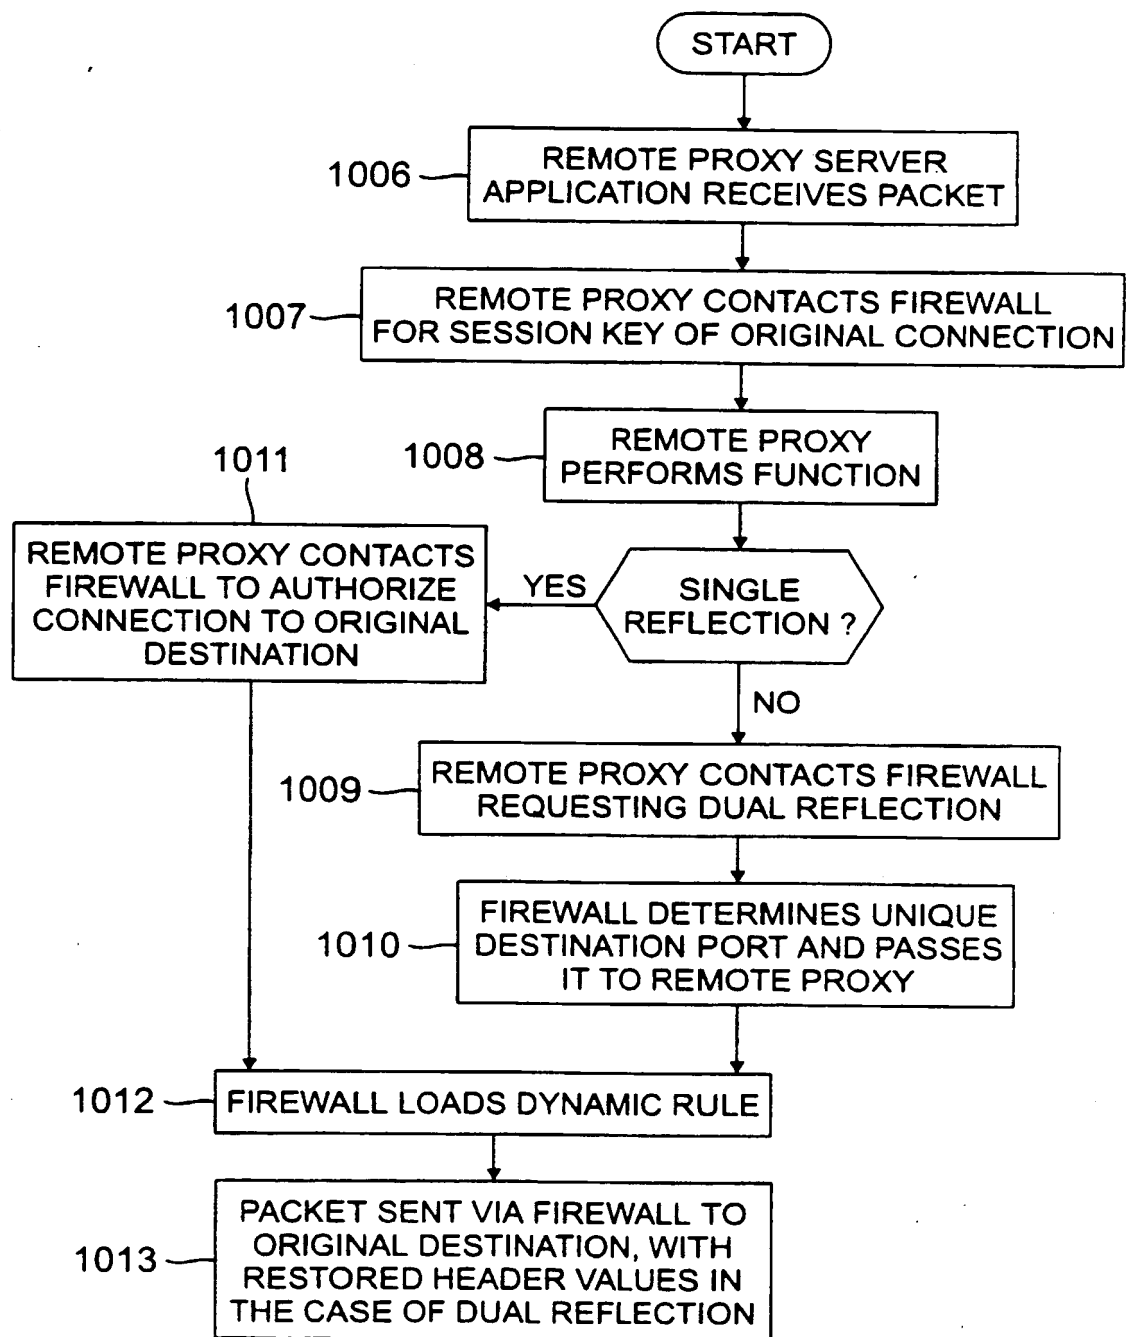 START
REMOTE PROXY SERVER
APPLICATION RECEIVES PACKET
1006
REMOTE PROXY CONTACTS FIREWALL
FOR SESSION KEY OF ORIGINAL CONNECTION
1007
REMOTE PROXY
PERFORMS FUNCTION
1008
1011
REMOTE PROXY CONTACTS
FIREWALL TO AUTHORIZE
CONNECTION TO ORIGINAL
DESTINATION
YES
SINGLE
REFLECTION ?
NO
REMOTE PROXY CONTACTS FIREWALL
REQUESTING DUAL REFLECTION
1009
FIREWALL DETERMINES UNIQUE
DESTINATION PORT AND PASSES
IT TO REMOTE PROXY
1010
1012
FIREWALL LOADS DYNAMIC RULE
PACKET SENT VIA FIREWALL TO
ORIGINAL DESTINATION, WITH
RESTORED HEADER VALUES IN
THE CASE OF DUAL REFLECTION
1013